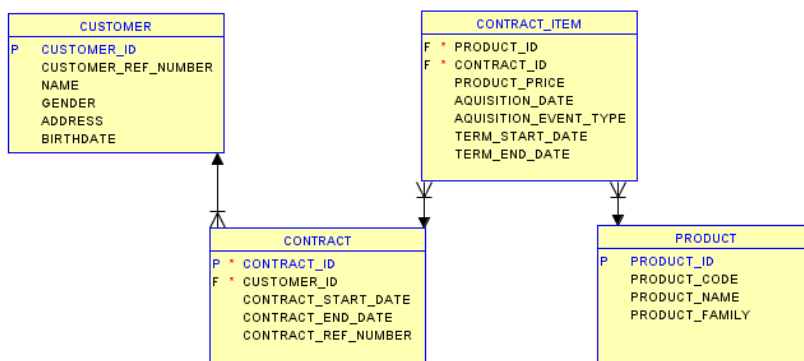 CUSTOMER
P CUSTOMER_ID
CUSTOMER_REF_NUMBER
NAME
GENDER
ADDRESS
BIRTHDATE
CONTRACT_ITEM
F * PRODUCT_ID
F * CONTRACT_ID
PRODUCT_PRICE
AQUISITION_DATE
AQUISITION_EVENT_TYPE
TERM_START_DATE
TERM_END_DATE
CONTRACT
P * CONTRACT_ID
F * CUSTOMER_ID
CONTRACT_START_DATE
CONTRACT_END_DATE
CONTRACT_REF_NUMBER
PRODUCT
P PRODUCT_ID
PRODUCT_CODE
PRODUCT_NAME
PRODUCT_FAMILY